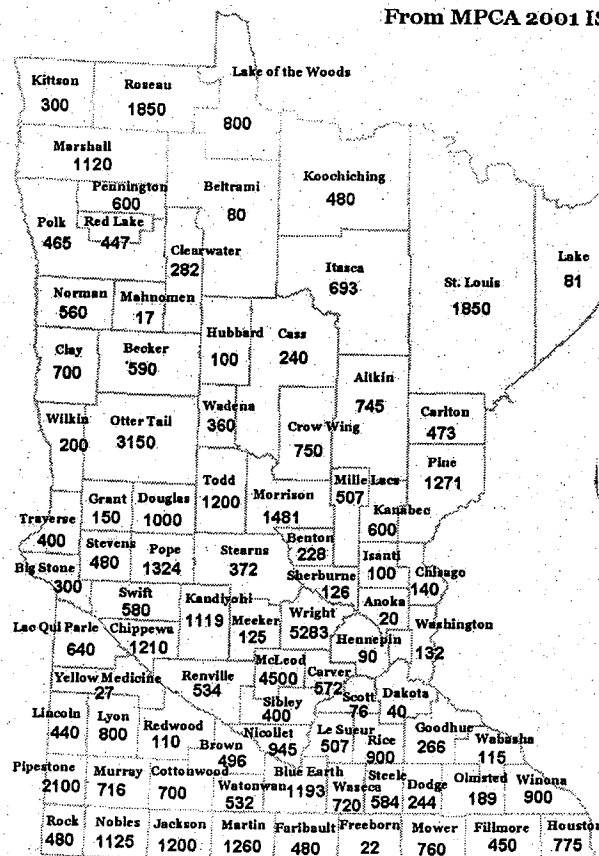 From MPCA 2001 IS
Kittson
300
Roseau
1850
Lake of the Woods
800
Marshall
1120
Pennington
600
Beltrami
80
Koochiching
480
Polk
465
Red Lake
447
Clearwater
282
Itasca
693
St. Louis
1850
Lake
81
Norman
560
Mahnomen
17
Hubbard
100
Cass
240
Clay
700
Becker
590
Aitkin
745
Wilkin
200
Otter Tail
3150
Wadena
360
Crow Wing
750
Carlton
473
Pine
1271
Grant
150
Douglas
1000
Todd
1200
Morrison
1481
Mille Lacs
507
Kanabec
600
Traverse
400
Stevens
480
Pope
1324
Stearns
372
Benton
228
Isanti
100
Chisago
140
Big Stone
300
Swift
580
Kandiyohi
1119
Meeker
125
Sherburne
126
Wright
5283
Anoka
20
Washington
132
Lac Qui Parle
640
Chippewa
1210
Hennepin
90
Yellow Medicine
27
Renville
534
McLeod
4500
Carver
572
Scott
76
Dakota
40
Sibley
400
Lincoln
440
Lyon
800
Redwood
110
Brown
496
Nicollet
945
Le Sueur
507
Rice
900
Goodhue
266
Wabasha
115
Pipestone
2100
Murray
716
Cottonwood
700
Watonwan
532
Blue Earth
1193
Waseca
720
Steele
584
Dodge
244
Olmsted
189
Winona
900
Rock
480
Nobles
1125
Jackson
1200
Martin
1260
Faribault
480
Freeborn
22
Mower
760
Fillmore
450
Houston
775